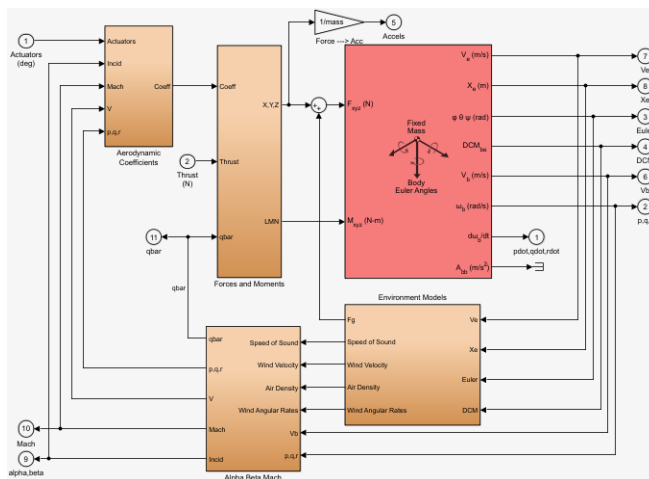 1
Actuators
(deg)
Actuators
Incid
Mach
V
p,q,r
Coeff
Aerodynamic
Coefficients
1/mass
Force ---> Acc
5
Accels
Coeff
X,Y,Z
Thrust
LMN
qbar
Forces and Moments
2
Thrust
(N)
11
qbar
qbar
F_xyz (N)
M_xyz (N-m)
Fixed
Mass
Body
Euler Angles
V_e (m/s)
X_e (m)
φ θ ψ (rad)
DCM_be
V_b (m/s)
ω_b (rad/s)
dω_b/dt
A_bb (m/s²)
7
Ve
8
Xe
3
Euler
4
DCM
6
Vb
2
p,q,
1
pdot,qdot,rdot
Environment Models
Fg
Speed of Sound
Wind Velocity
Air Density
Wind Angular Rates
Ve
Xe
Euler
DCM
qbar
p,q,r
V
Mach
Incid
Speed of Sound
Wind Velocity
Air Density
Wind Angular Rates
Vb
p,q,r
Alpha Beta Mach
10
Mach
9
alpha,beta